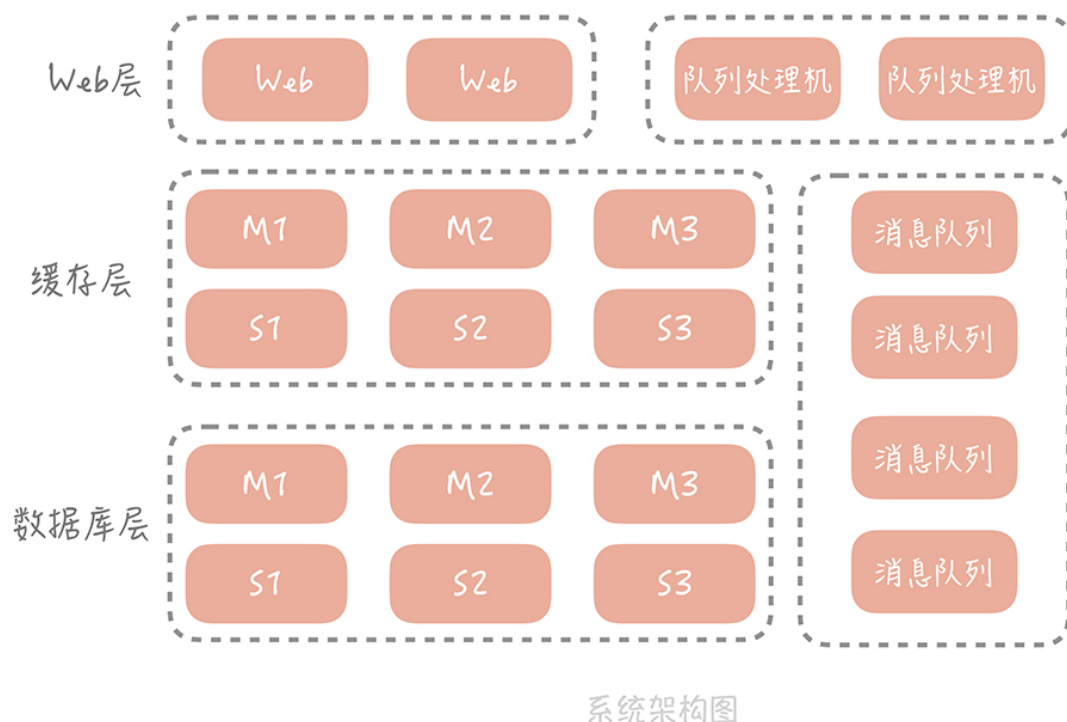 Web层
Web Web
队列处理机 队列处理机
缓存层
M1 M2 M3
S1 S2 S3
数据库层
M1 M2 M3
S1 S2 S3
消息队列
消息队列
消息队列
消息队列
系统架构图